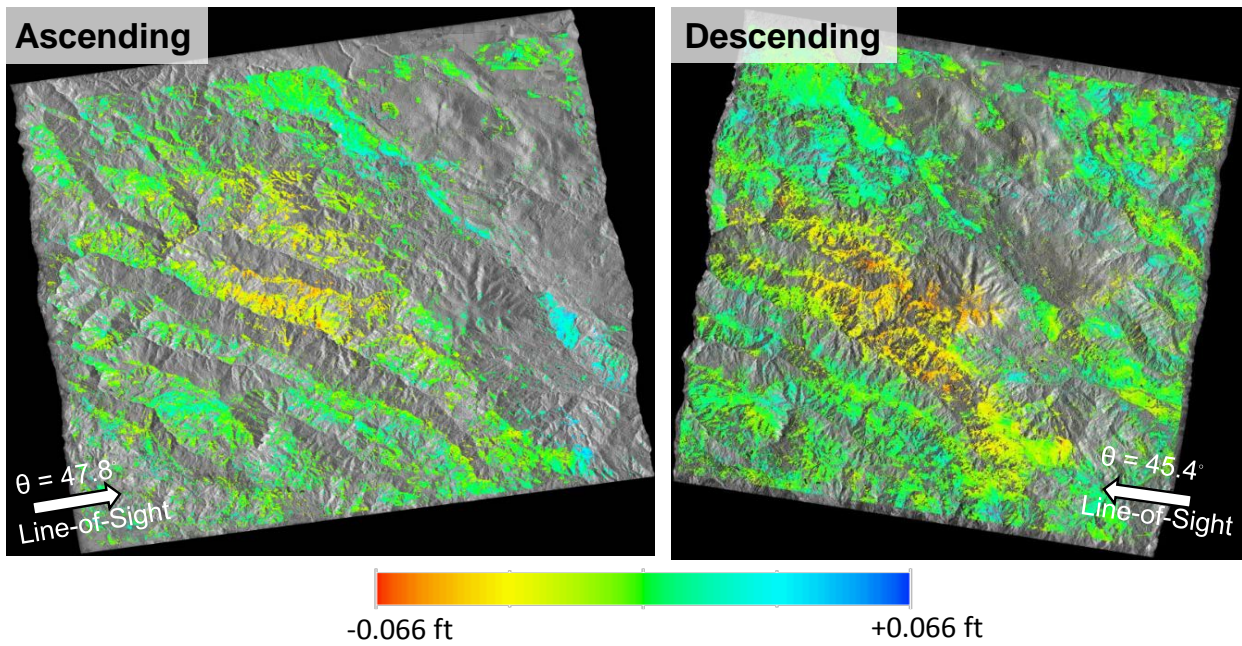 Ascending
Descending
θ = 47.8°
Line-of-Sight
θ = 45.4°
Line-of-Sight
-0.066 ft
+0.066 ft